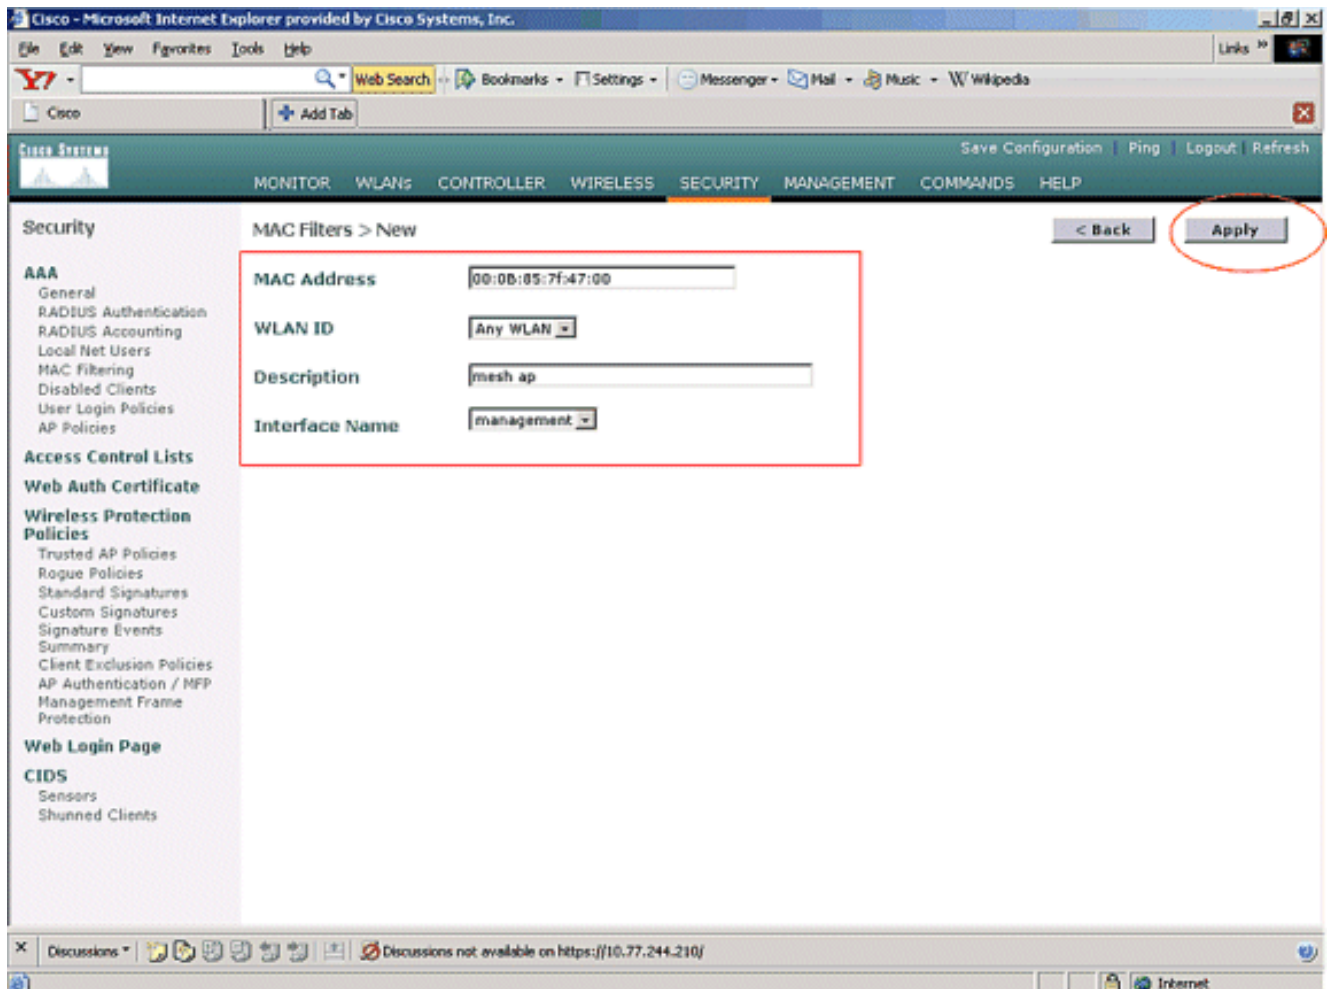 Cisco - Microsoft Internet Explorer provided by Cisco Systems, Inc.
File Edit View Favorites Tools Help Links »
Y! Web Search Bookmarks Settings Messenger Mail Music W Wikipedia
Cisco Add Tab
Cisco Systems
Save Configuration | Ping | Logout | Refresh
MONITOR WLANs CONTROLLER WIRELESS SECURITY MANAGEMENT COMMANDS HELP
Security
AAA
General
RADIUS Authentication
RADIUS Accounting
Local Net Users
MAC Filtering
Disabled Clients
User Login Policies
AP Policies
Access Control Lists
Web Auth Certificate
Wireless Protection
Policies
Trusted AP Policies
Rogue Policies
Standard Signatures
Custom Signatures
Signature Events
Summary
Client Exclusion Policies
AP Authentication / MFP
Management Frame
Protection
Web Login Page
CIDS
Sensors
Shunned Clients
MAC Filters > New
< Back Apply
MAC Address 00:0B:85:7f:47:00
WLAN ID Any WLAN
Description mesh ap
Interface Name management
Discussions Discussions not available on https://10.77.244.210/
Internet